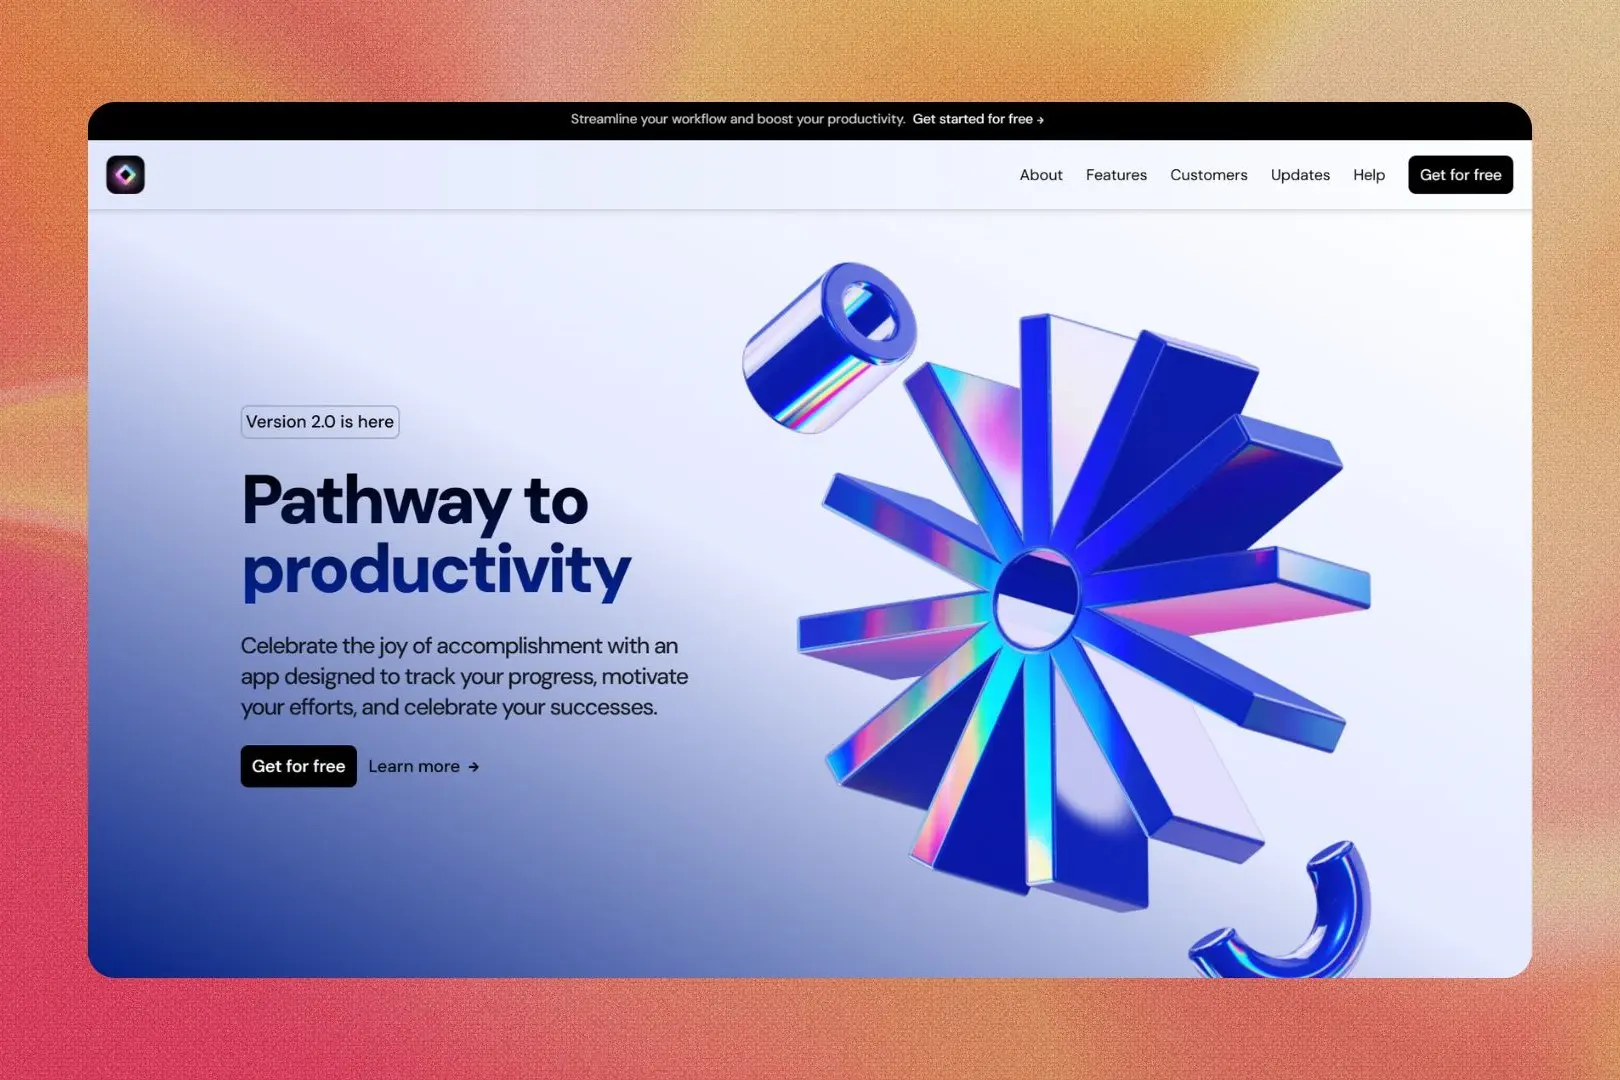 Streamline your workflow and boost your productivity. Get started for free →
About Features Customers Updates Help Get for free
Version 2.0 is here
Pathway to
productivity
Celebrate the joy of accomplishment with an
app designed to track your progress, motivate
your efforts, and celebrate your successes.
Get for free Learn more →